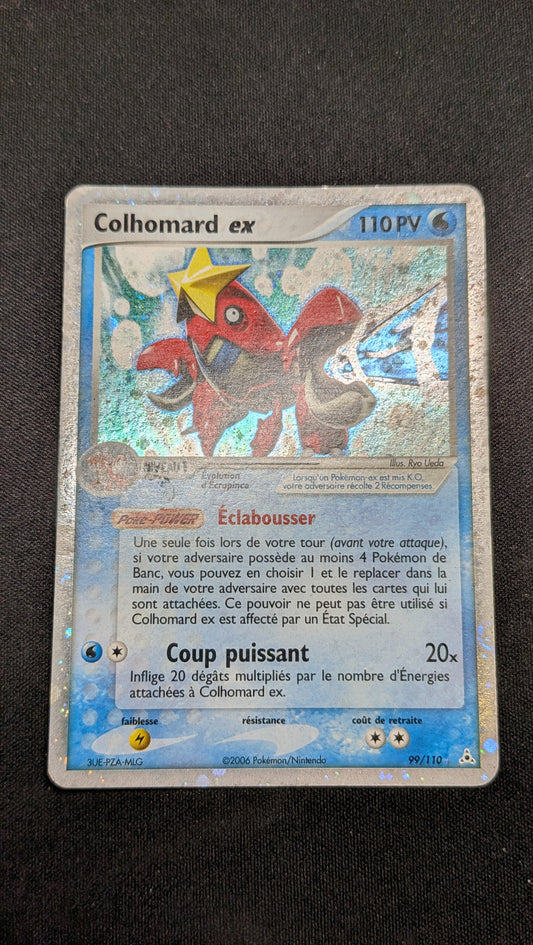 Colhomard ex 110 PV
Illus. Ryo Ueda
NIVEAU 1
Évolution
d'Écrapince
Lorsqu'un Pokémon-ex est mis K.O,
votre adversaire récolte 2 Récompenses
POKÉ-POWER Éclabousser
Une seule fois lors de votre tour (avant votre attaque),
si votre adversaire possède au moins 4 Pokémon de
Banc, vous pouvez en choisir 1 et le replacer dans la
main de votre adversaire avec toutes les cartes qui lui
sont attachées. Ce pouvoir ne peut pas être utilisé si
Colhomard ex est affecté par un État Spécial.
Coup puissant 20x
Inflige 20 dégâts multipliés par le nombre d'Énergies
attachées à Colhomard ex.
faiblesse résistance coût de retraite
3UE-PZA-MLG ©2006 Pokémon/Nintendo 99/110